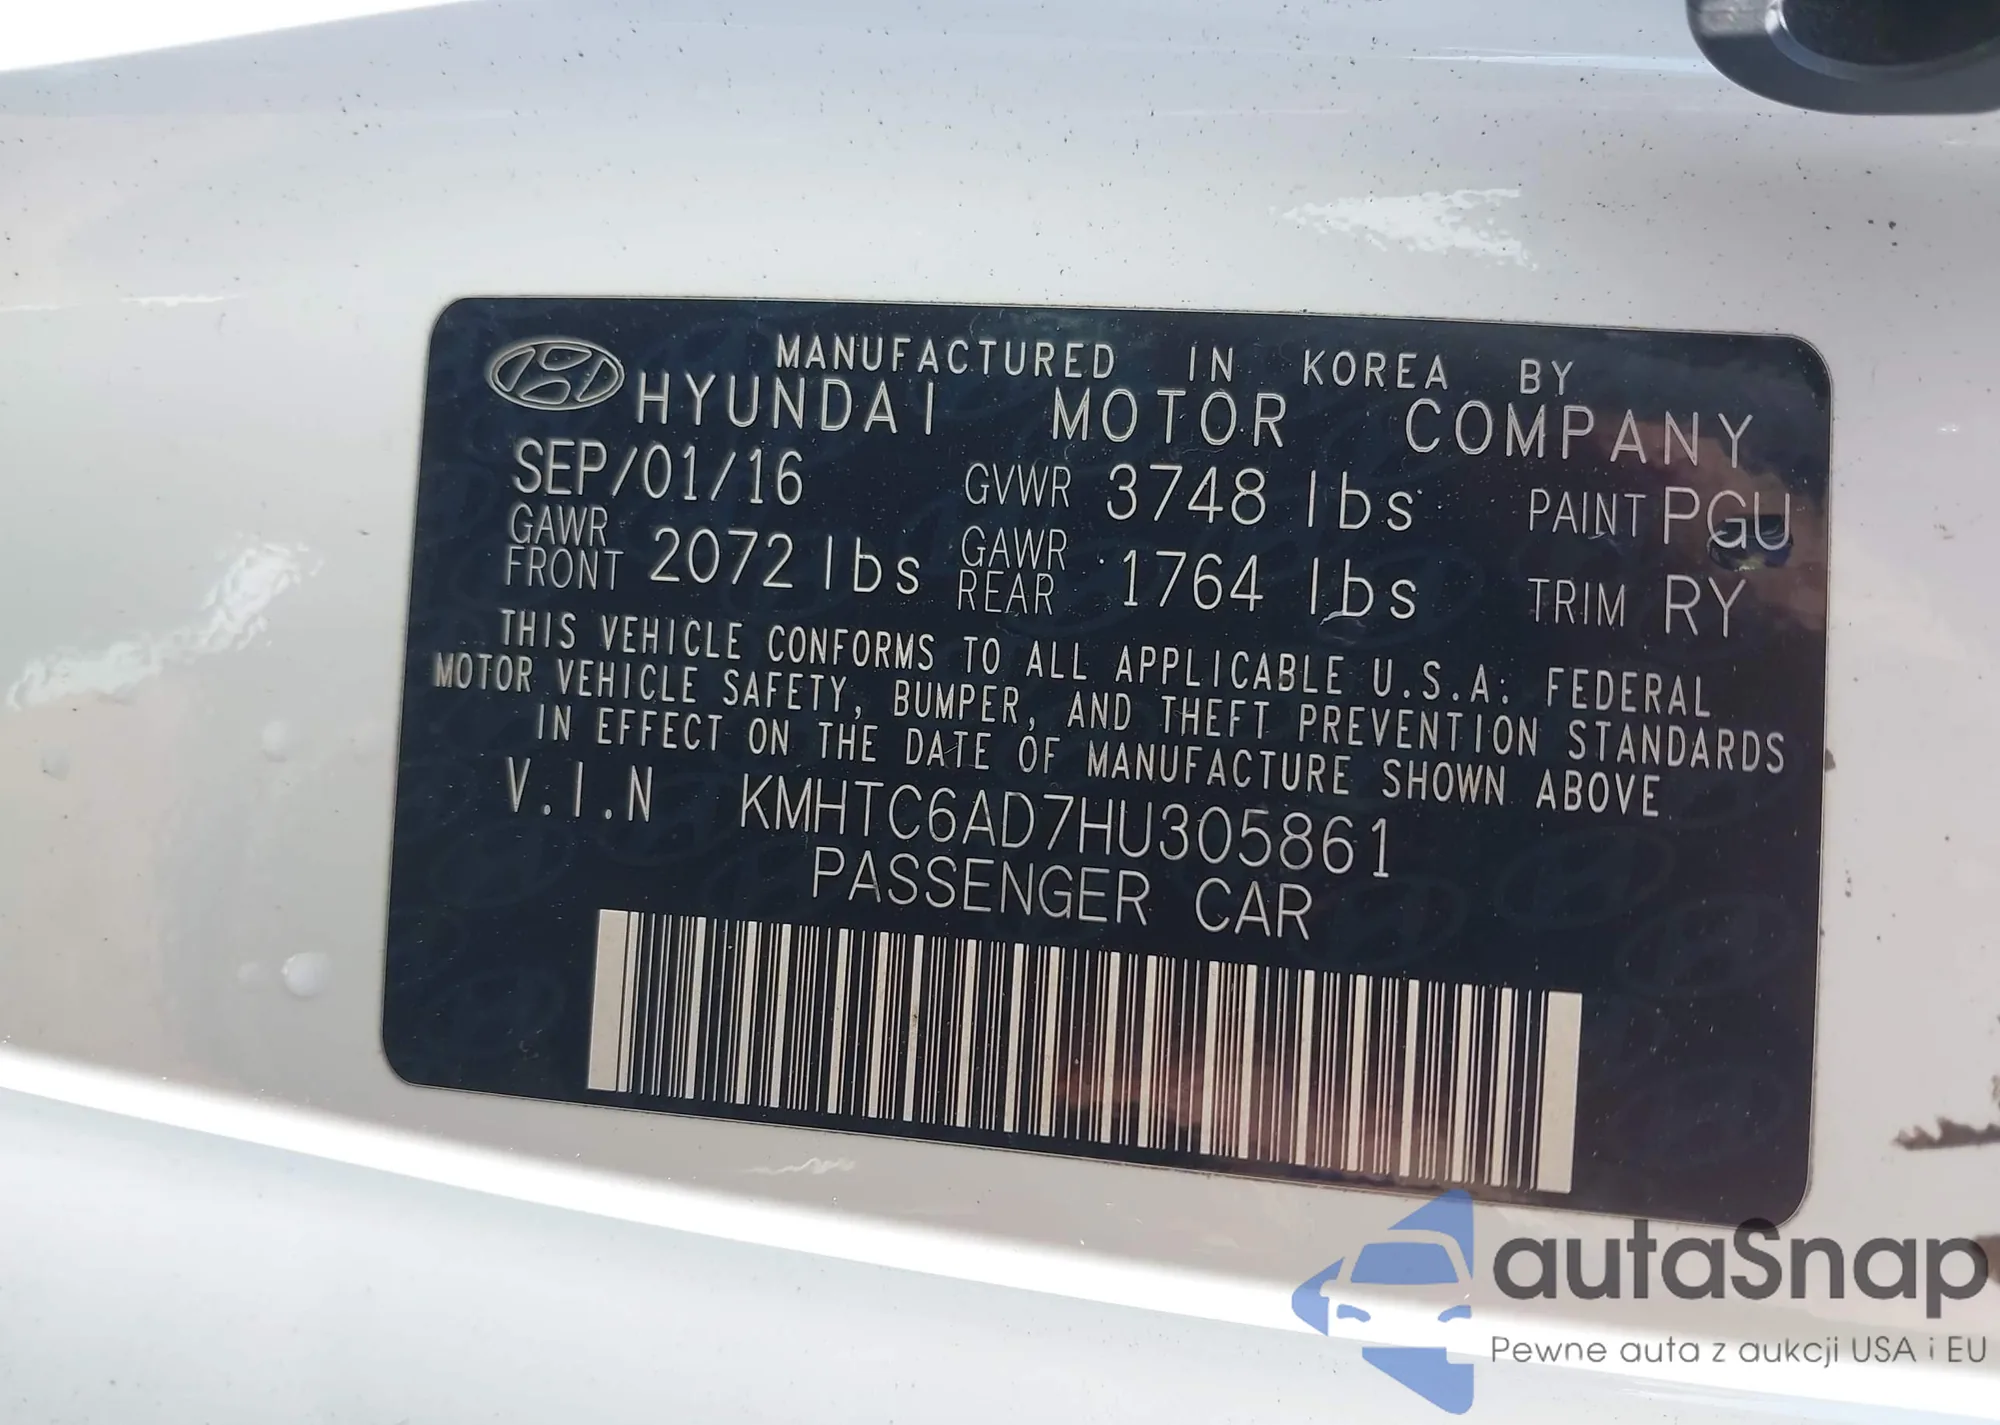 MANUFACTURED IN KOREA BY
HYUNDAI MOTOR COMPANY
SEP/01/16 GVWR 3748 lbs PAINT PGU
GAWR FRONT 2072 lbs GAWR REAR 1764 lbs TRIM RY
THIS VEHICLE CONFORMS TO ALL APPLICABLE U.S.A. FEDERAL
MOTOR VEHICLE SAFETY, BUMPER, AND THEFT PREVENTION STANDARDS
IN EFFECT ON THE DATE OF MANUFACTURE SHOWN ABOVE
V.I.N KMHTC6AD7HU305861
PASSENGER CAR
autaSnap
Pewne auta z aukcji USA i EU